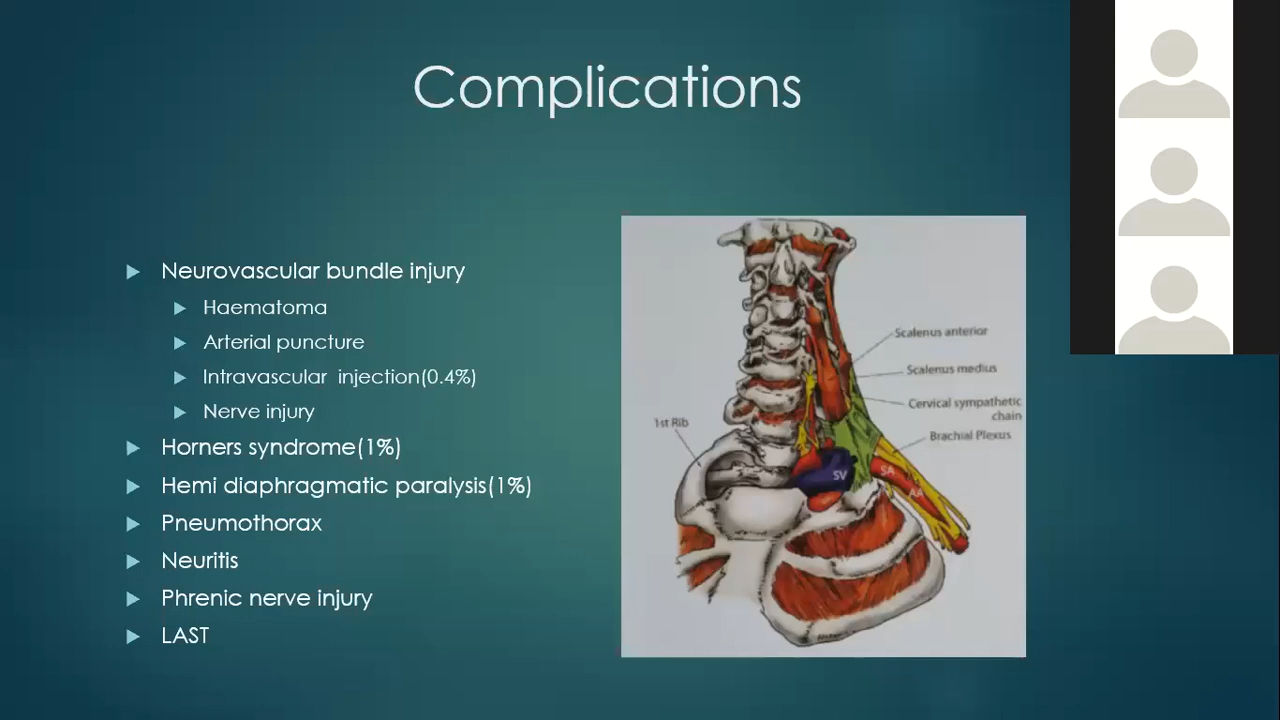 Complications
Neurovascular bundle injury
Haematoma
Arterial puncture
Intravascular  injection(0.4%)
Nerve injury
Horners syndrome(1%)
Hemi diaphragmatic paralysis(1%)
Pneumothorax
Neuritis
Phrenic nerve injury
LAST
Scalenus anterior
Scalenus medius
Cervical sympathetic
chain
Brachial Plexus
1st Rib
SV
SA
AA